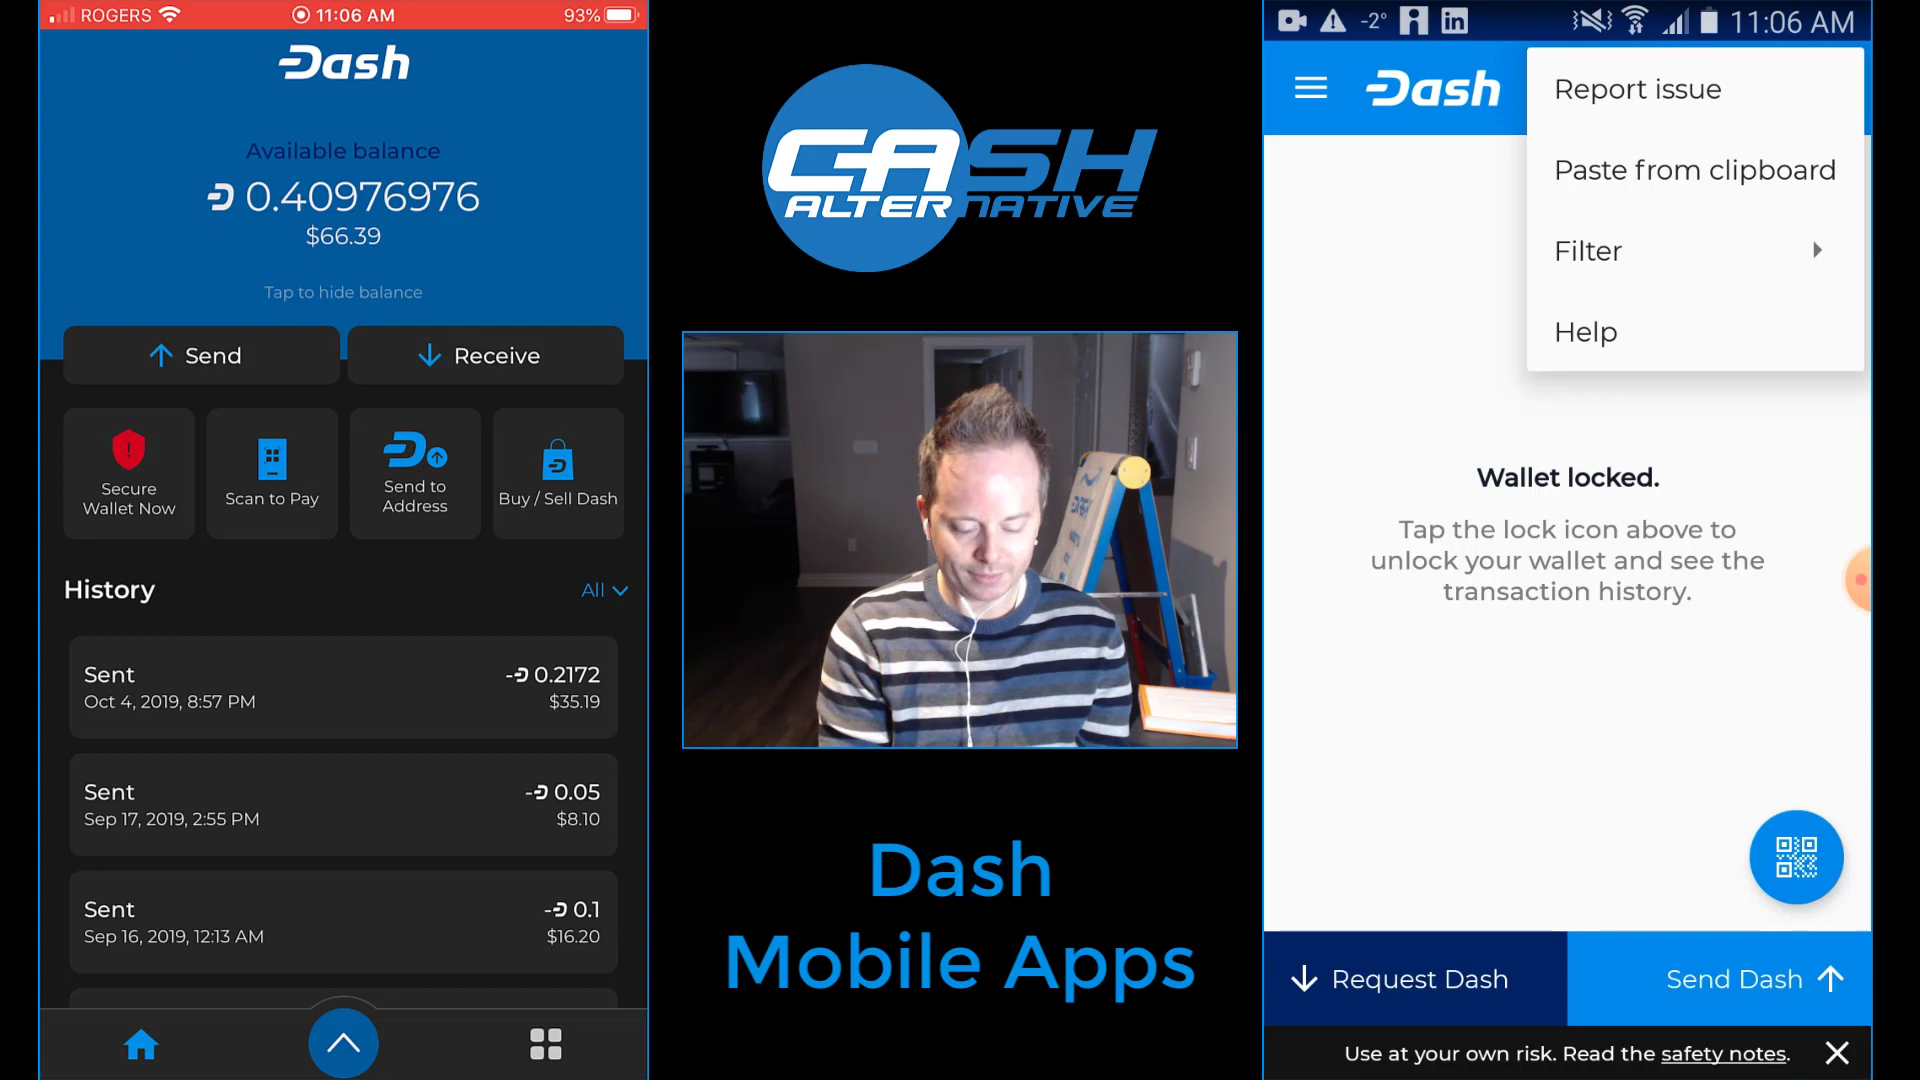 ROGERS 11:06 AM 93%
Dash
Available balance
0.40976976
$66.39
Tap to hide balance
Send
Receive
Secure
Wallet Now
Scan to Pay
Send to
Address
Buy / Sell Dash
History
All
Sent
-0.2172
Oct 4, 2019, 8:57 PM
$35.19
Sent
-0.05
Sep 17, 2019, 2:55 PM
$8.10
Sent
-0.1
Sep 16, 2019, 12:13 AM
$16.20
CASH
ALTERNATIVE
Dash
Mobile Apps
-2° in 11:06 AM
Dash
Report issue
Paste from clipboard
Filter
Help
Wallet locked.
Tap the lock icon above to
unlock your wallet and see the
transaction history.
Request Dash
Send Dash
Use at your own risk. Read the safety notes.